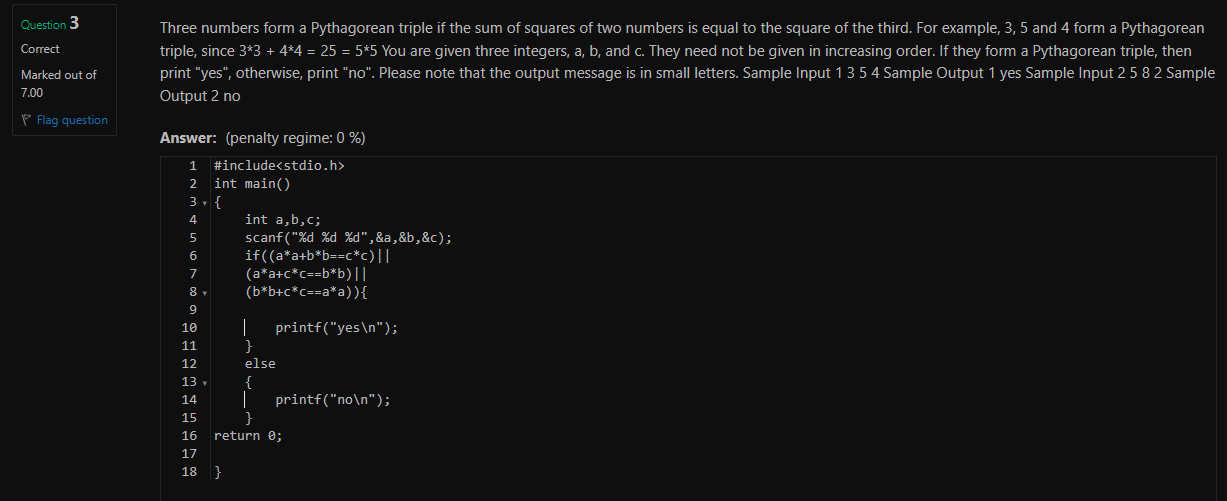 Question 3
Correct
Marked out of
7.00
Flag question
Three numbers form a Pythagorean triple if the sum of squares of two numbers is equal to the square of the third. For example, 3, 5 and 4 form a Pythagorean
triple, since 3*3 + 4*4 = 25 = 5*5 You are given three integers, a, b, and c. They need not be given in increasing order. If they form a Pythagorean triple, then
print "yes", otherwise, print "no". Please note that the output message is in small letters. Sample Input 1 3 5 4 Sample Output 1 yes Sample Input 2 5 8 2 Sample
Output 2 no
Answer: (penalty regime: 0 %)
1 #include<stdio.h>
2 int main()
3 {
4     int a,b,c;
5     scanf("%d %d %d",&a,&b,&c);
6     if((a*a+b*b==c*c)||
7     (a*a+c*c==b*b)||
8     (b*b+c*c==a*a)){
9
10         printf("yes\n");
11     }
12     else
13     {
14         printf("no\n");
15     }
16 return 0;
17
18 }